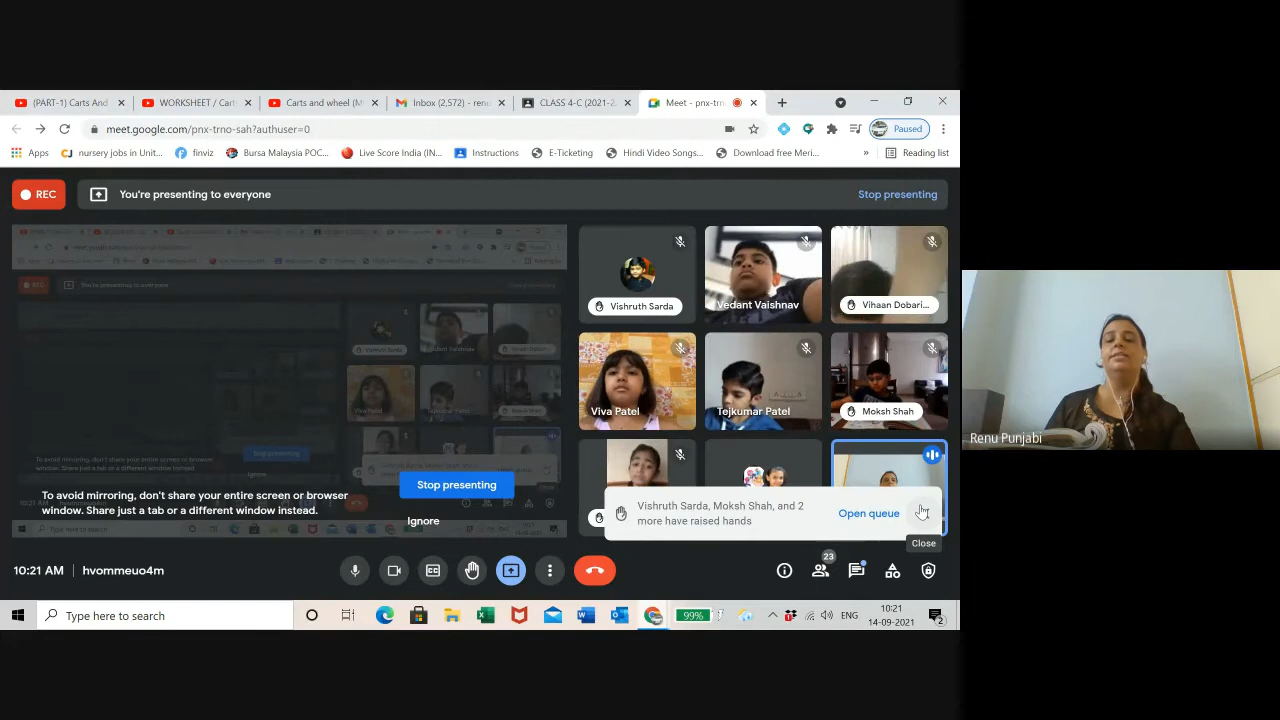 (PART-1) Carts And
WORKSHEET / Cart
Carts and wheel (M
Inbox (2,572) - renu
CLASS 4-C (2021-2
Meet - pnx-trn
meet.google.com/pnx-trno-sah?authuser=0
Paused
Apps
nursery jobs in Unit...
finviz
Bursa Malaysia POC...
Live Score India (IN...
Instructions
E-Ticketing
Hindi Video Songs...
Download free Meri...
»
Reading list
REC
You're presenting to everyone
Stop presenting
Vishruth Sarda
Vedant Vaishnav
Vihaan Dobari...
Viva Patel
Tejkumar Patel
Moksh Shah
To avoid mirroring, don't share your entire screen or browser
window. Share just a tab or a different window instead.
Stop presenting
Ignore
Vishruth Sarda, Moksh Shah, and 2
more have raised hands
Open queue
Close
Renu Punjabi
10:21 AM
hvommeuo4m
23
Type here to search
99%
ENG
10:21
14-09-2021
2